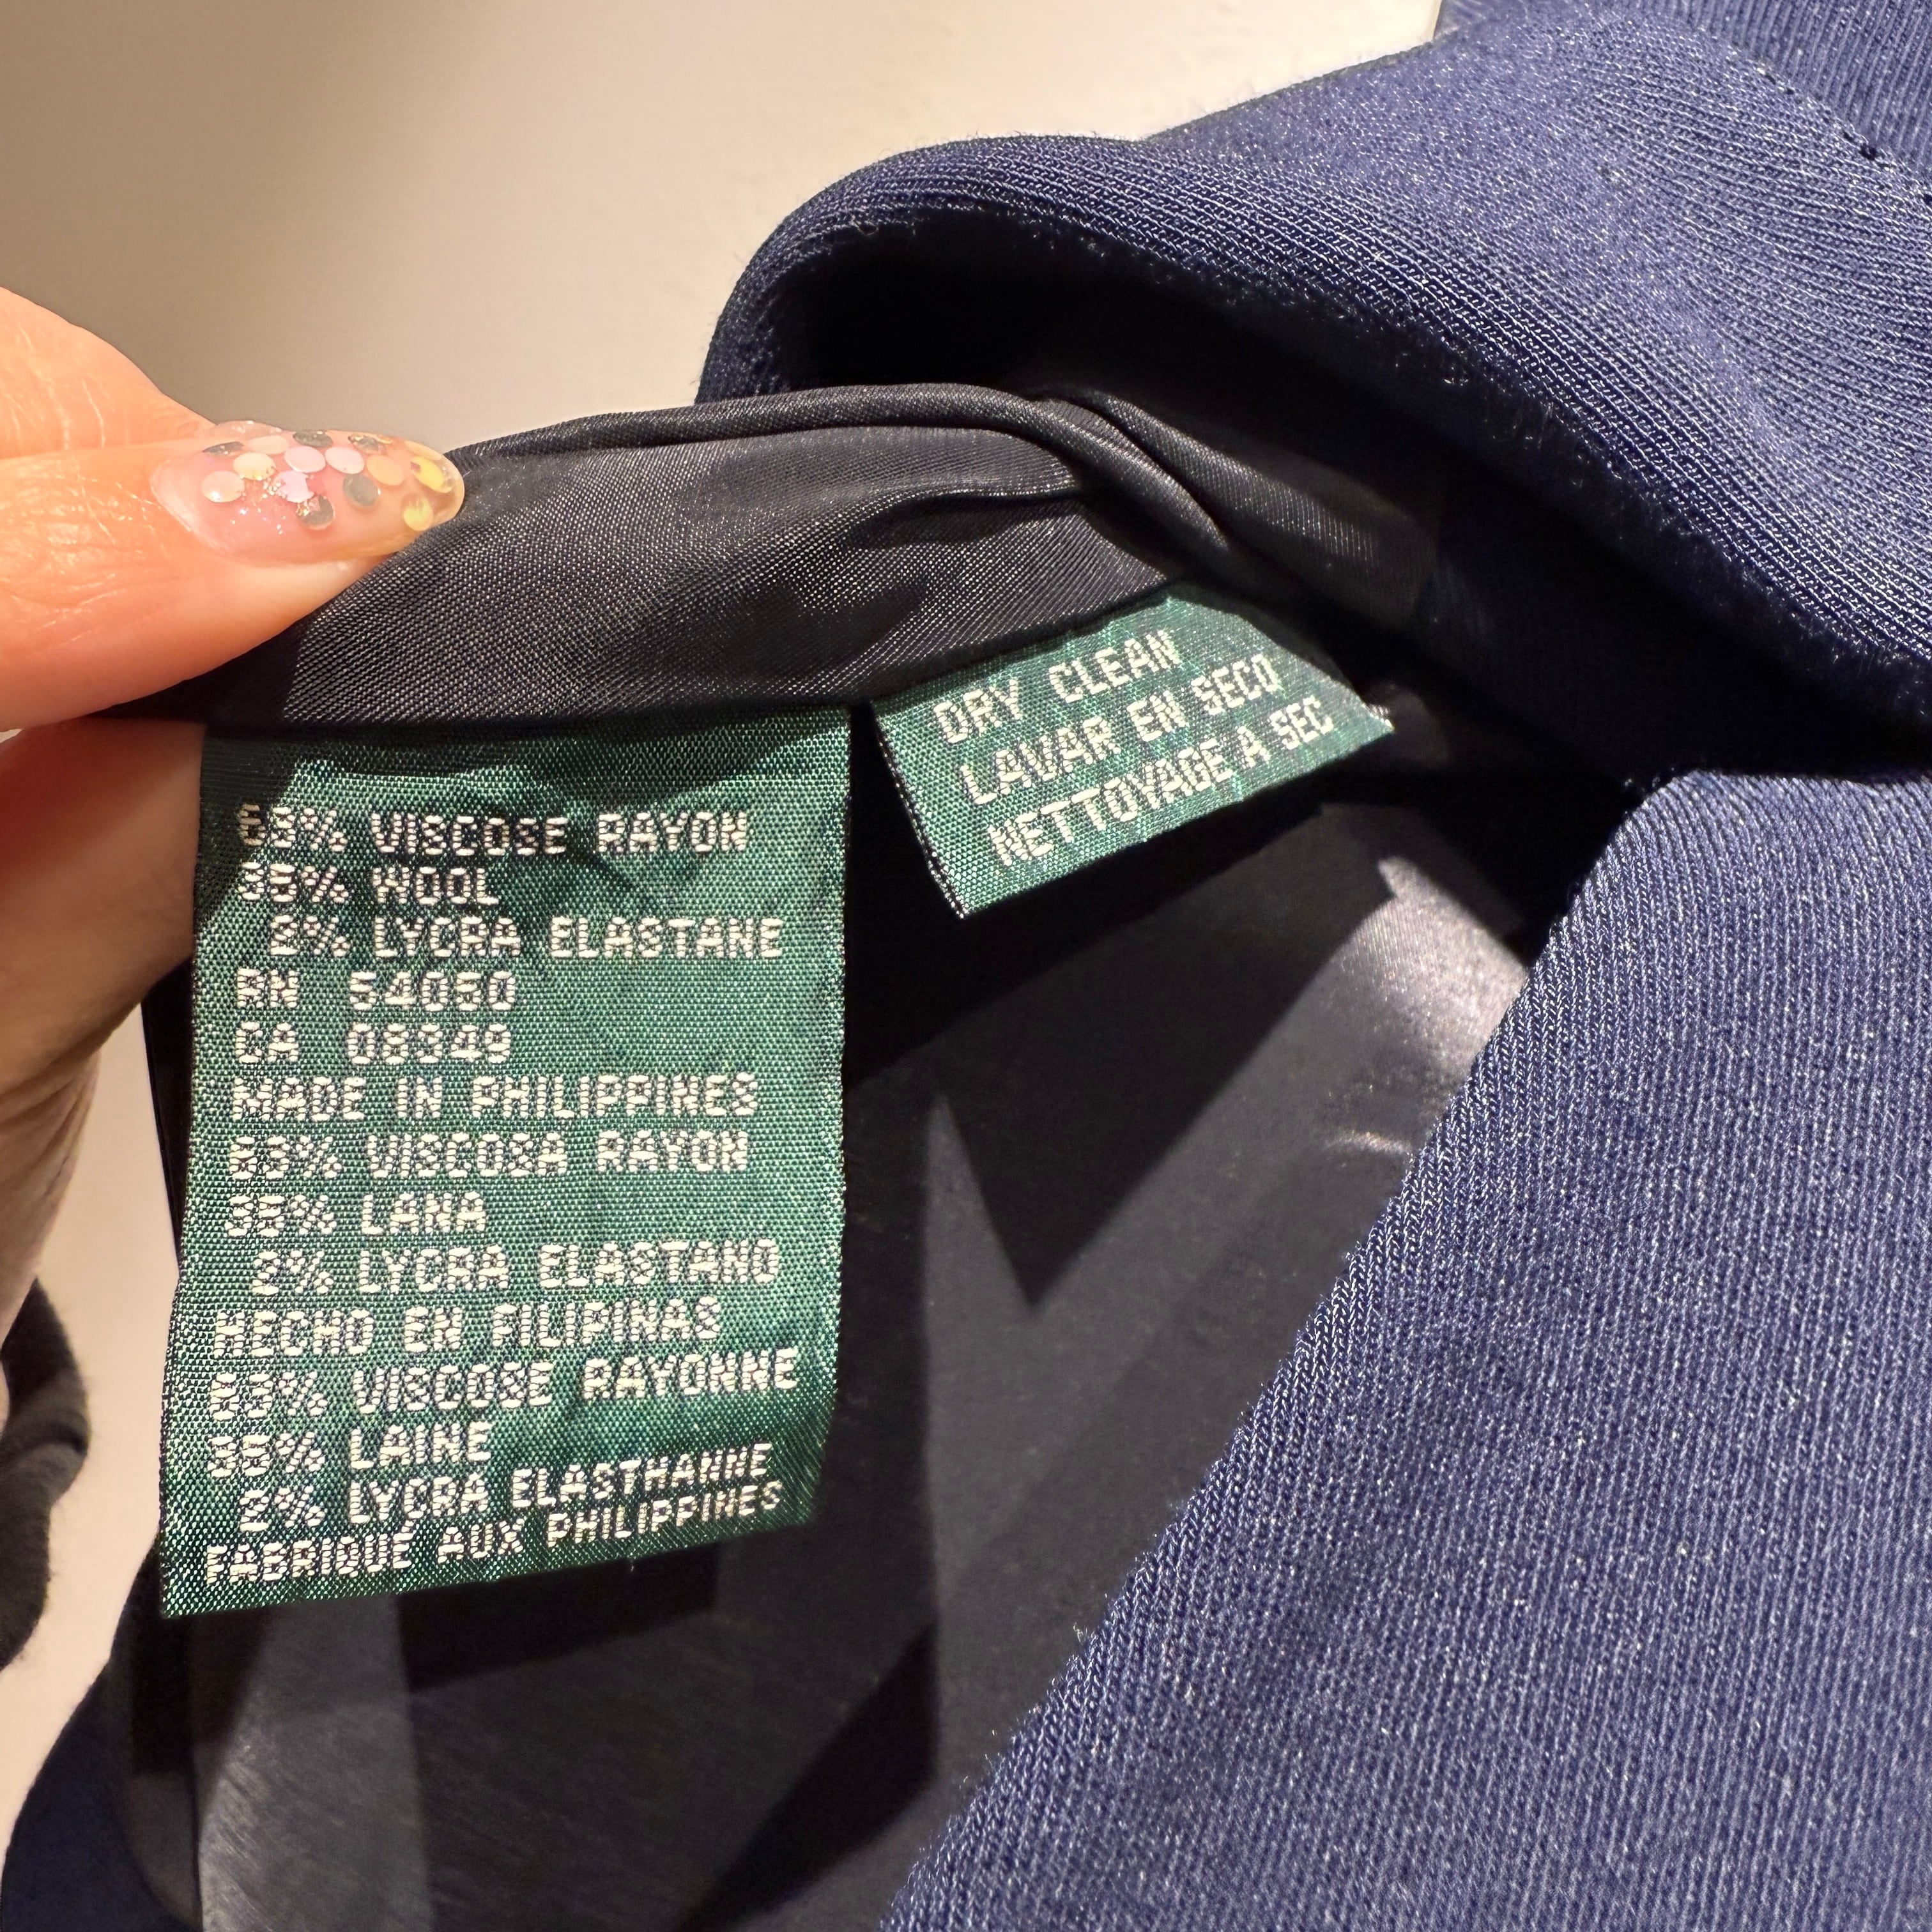 63% VISCOSE RAYON
35% WOOL
2% LYCRA ELASTANE
RN 54050
CA 08349
MADE IN PHILIPPINES
63% VISCOSA RAYON
35% LANA
2% LYCRA ELASTANO
HECHO EN FILIPINAS
63% VISCOSE RAYONNE
35% LAINE
2% LYCRA ELASTHANNE
FABRIQUE AUX PHILIPPINES
DRY CLEAN
LAVAR EN SECO
NETTOYAGE A SEC